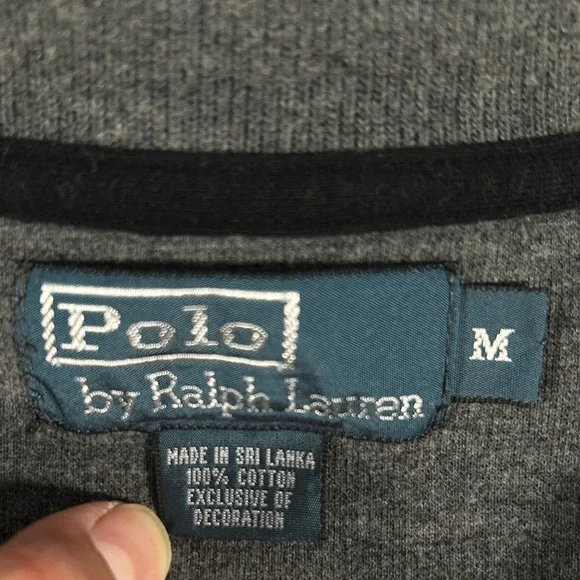 Polo
by Ralph Lauren
M
MADE IN SRI LANKA
100% COTTON
EXCLUSIVE OF
DECORATION